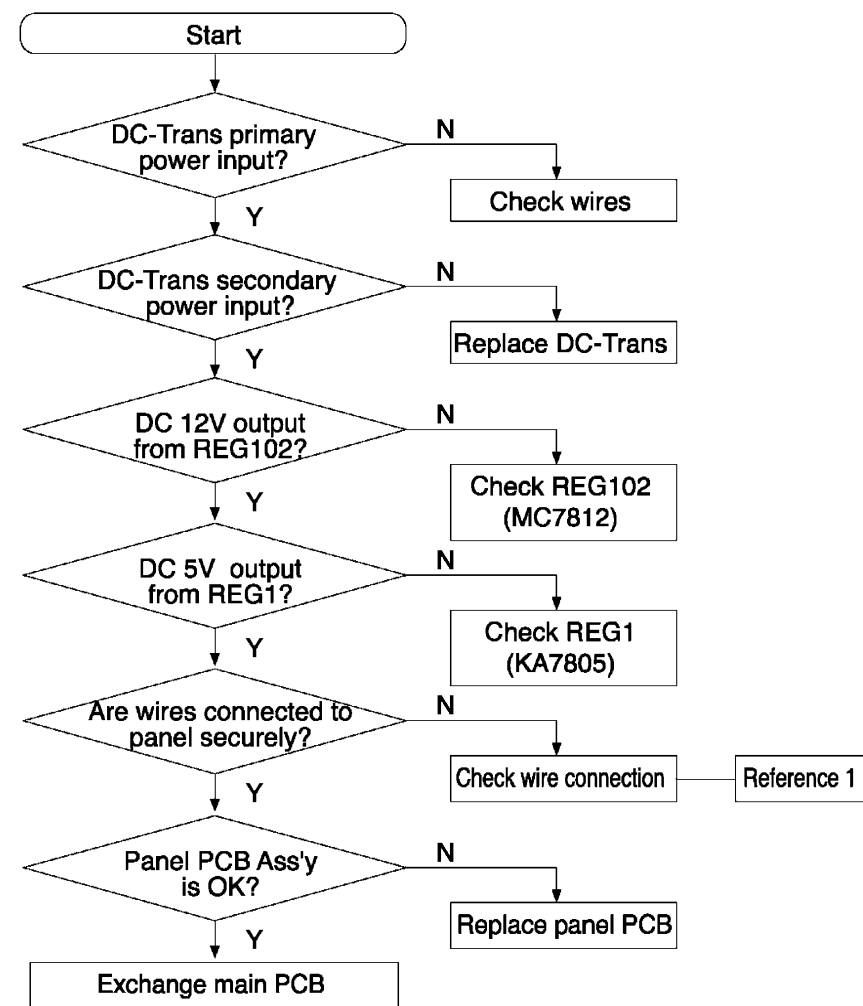 Start
DC-Trans primary
power input?
N
Check wires
Y
DC-Trans secondary
power input?
N
Replace DC-Trans
Y
DC 12V output
from REG102?
N
Check REG102
(MC7812)
Y
DC 5V output
from REG1?
N
Check REG1
(KA7805)
Y
Are wires connected to
panel securely?
N
Check wire connection
Reference 1
Y
Panel PCB Ass'y
is OK?
N
Replace panel PCB
Y
Exchange main PCB